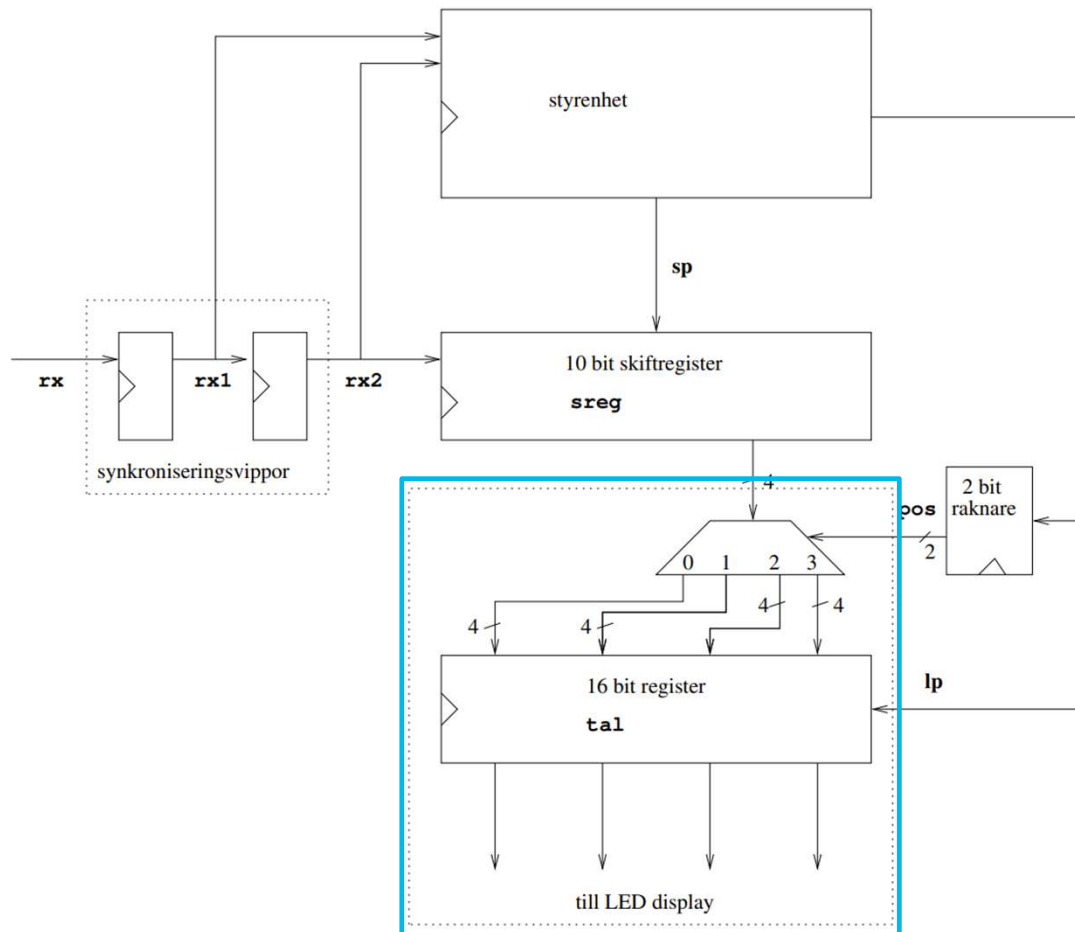 styrenhet
sp
rx
rx1
rx2
10 bit skiftregister
sreg
synkroniseringsvippor
4
pos
2 bit
raknare
2
0 1 2 3
4 4 4 4
16 bit register
tal
lp
till LED display